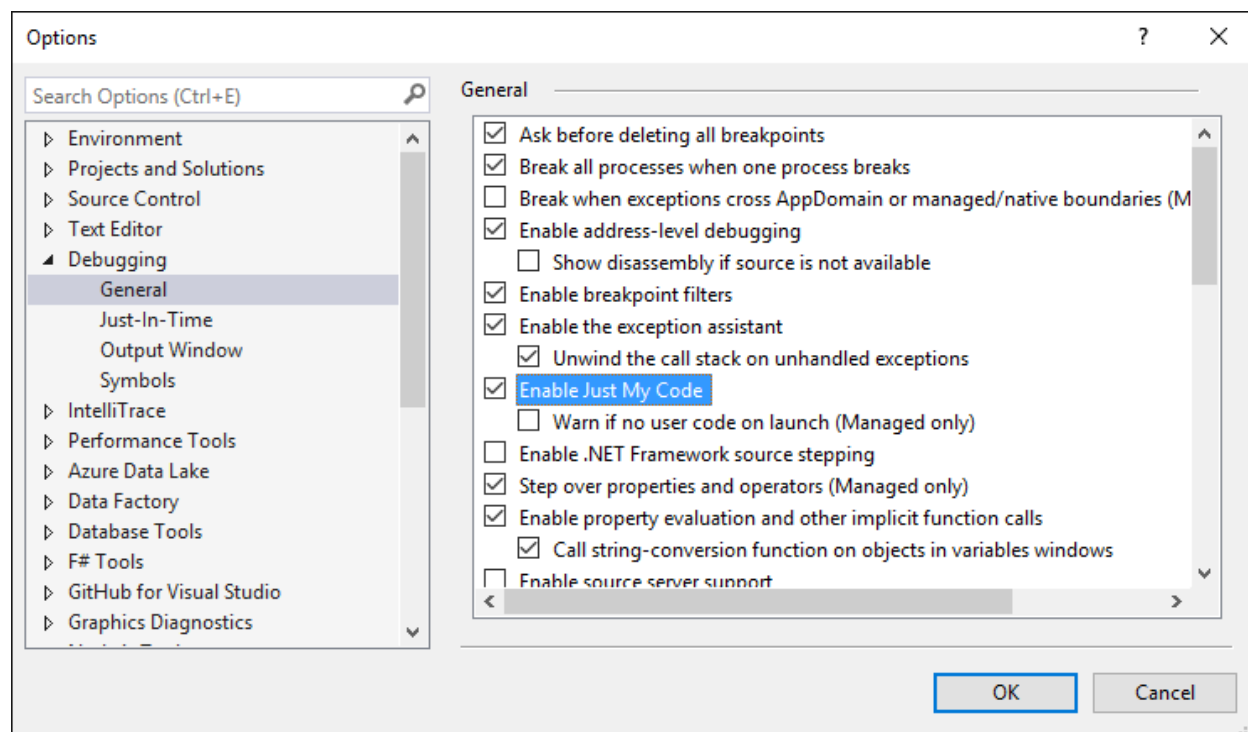 Options
Search Options (Ctrl+E)
Environment
Projects and Solutions
Source Control
Text Editor
Debugging
General
Just-In-Time
Output Window
Symbols
IntelliTrace
Performance Tools
Azure Data Lake
Data Factory
Database Tools
F# Tools
GitHub for Visual Studio
Graphics Diagnostics
General
Ask before deleting all breakpoints
Break all processes when one process breaks
Break when exceptions cross AppDomain or managed/native boundaries (M
Enable address-level debugging
Show disassembly if source is not available
Enable breakpoint filters
Enable the exception assistant
Unwind the call stack on unhandled exceptions
Enable Just My Code
Warn if no user code on launch (Managed only)
Enable .NET Framework source stepping
Step over properties and operators (Managed only)
Enable property evaluation and other implicit function calls
Call string-conversion function on objects in variables windows
Enable source server support
OK
Cancel